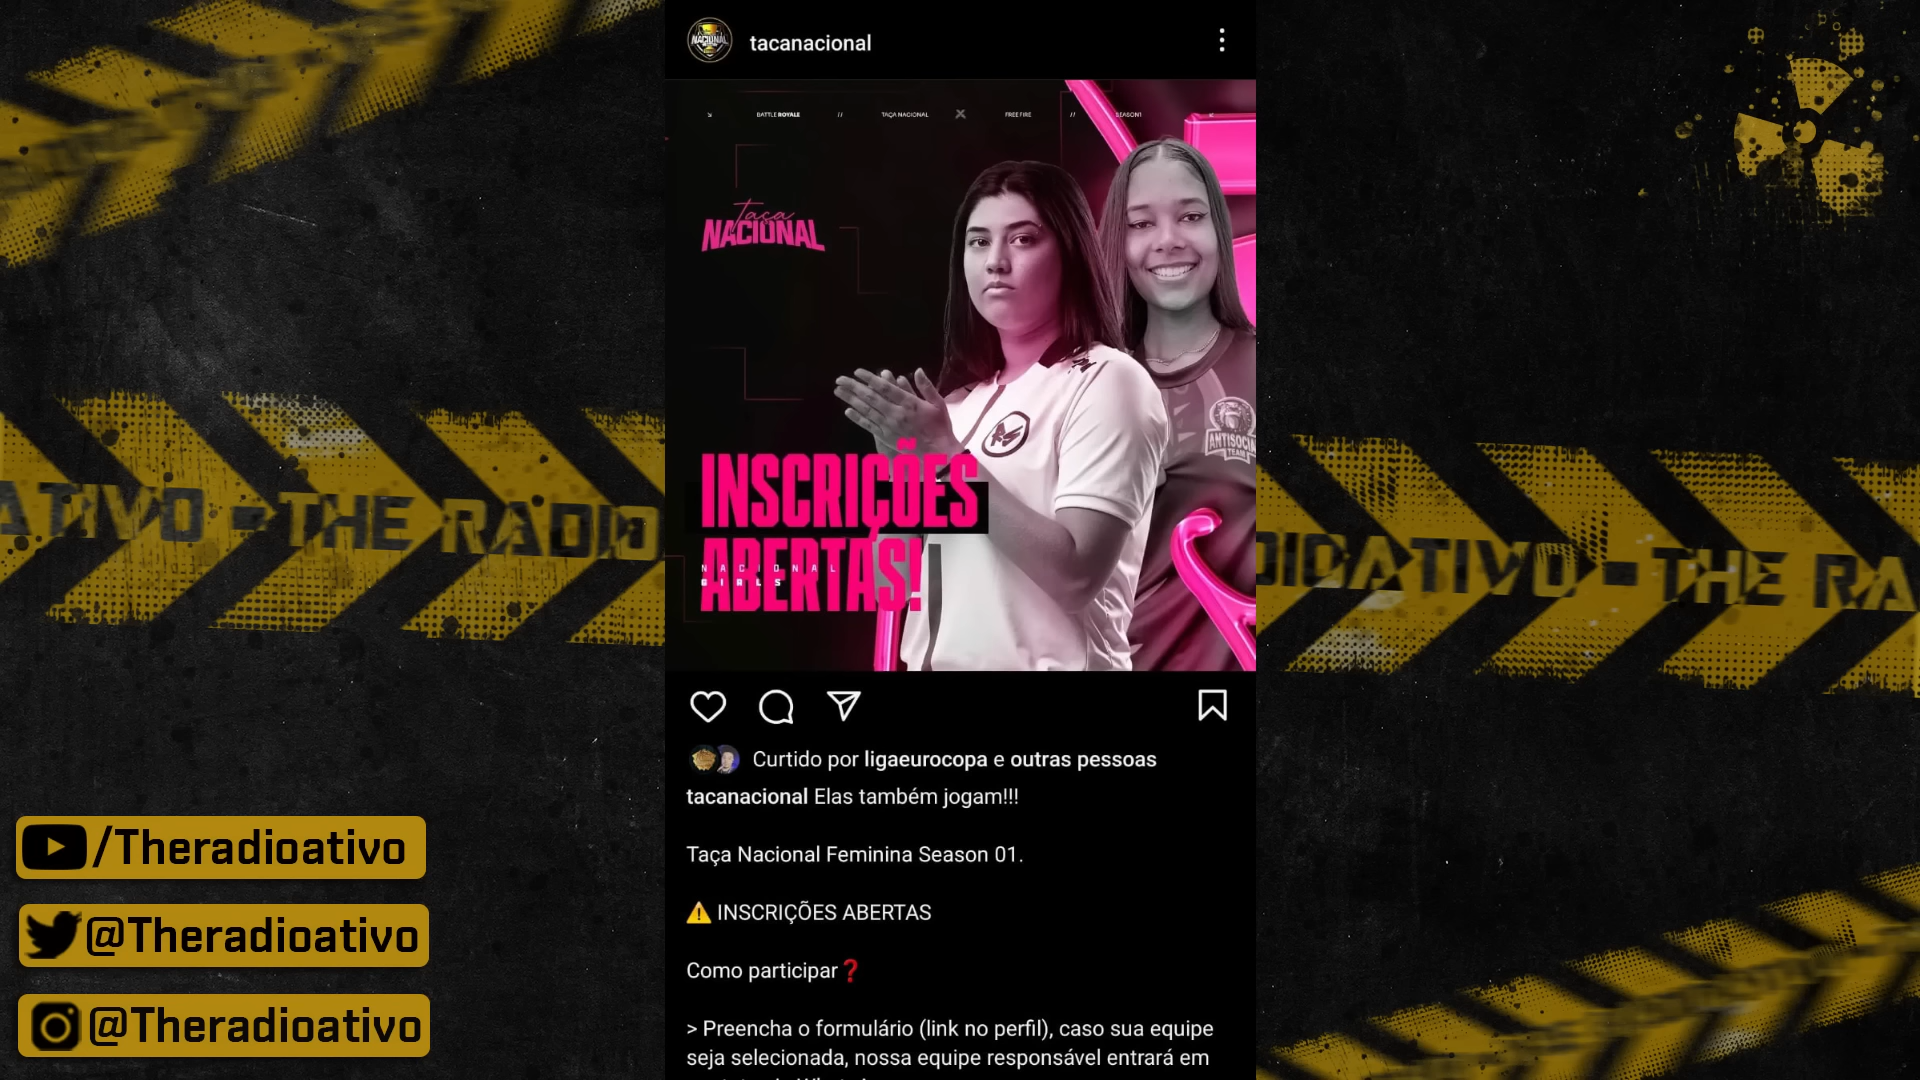 tacanacional
BATTLE ROYALE // TAÇA NACIONAL X FREE FIRE // SEASON1
taça
NACIONAL
ANTISOCIAL
TEAM
INSCRIÇÕES
ABERTAS!
NACIONAL
GIRLS
ATIVO - THE RADIO
DIOATIVO - THE RA
Curtido por ligaeurocopa e outras pessoas
tacanacional Elas também jogam!!!
Taça Nacional Feminina Season 01.
⚠️ INSCRIÇÕES ABERTAS
Como participar❓
> Preencha o formulário (link no perfil), caso sua equipe
seja selecionada, nossa equipe responsável entrará em
/Theradioativo
@Theradioativo
@Theradioativo